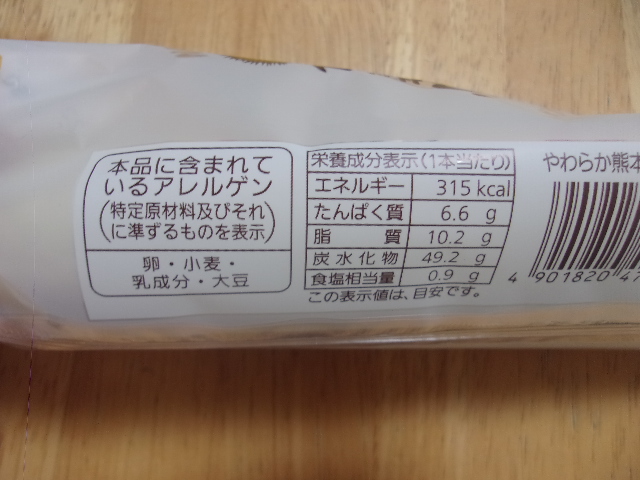 本品に含まれて
いるアレルゲン
(特定原材料及びそれ
に準ずるものを表示)
卵・小麦・
乳成分・大豆
栄養成分表示(1本当たり)
エネルギー 315 kcal
たんぱく質 6.6 g
脂質 10.2 g
炭水化物 49.2 g
食塩相当量 0.9 g
この表示値は、目安です。
やわらか熊本
4 901820 47